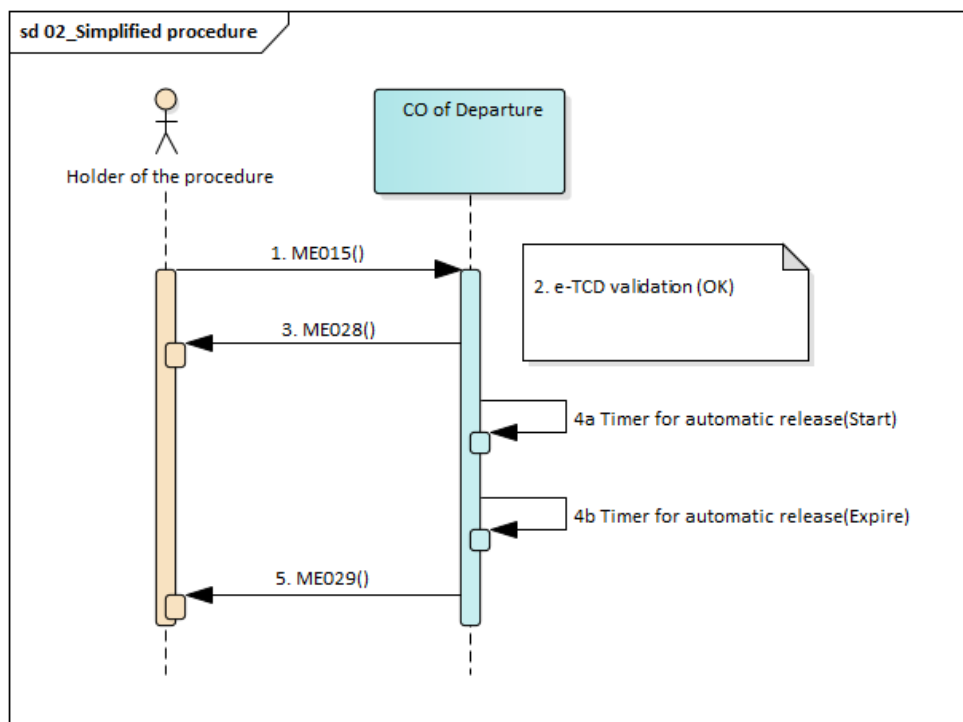 sd 02_Simplified procedure
CO of Departure
Holder of the procedure
1. ME015()
2. e-TCD validation (OK)
3. ME028()
4a Timer for automatic release(Start)
4b Timer for automatic release(Expire)
5. ME029()